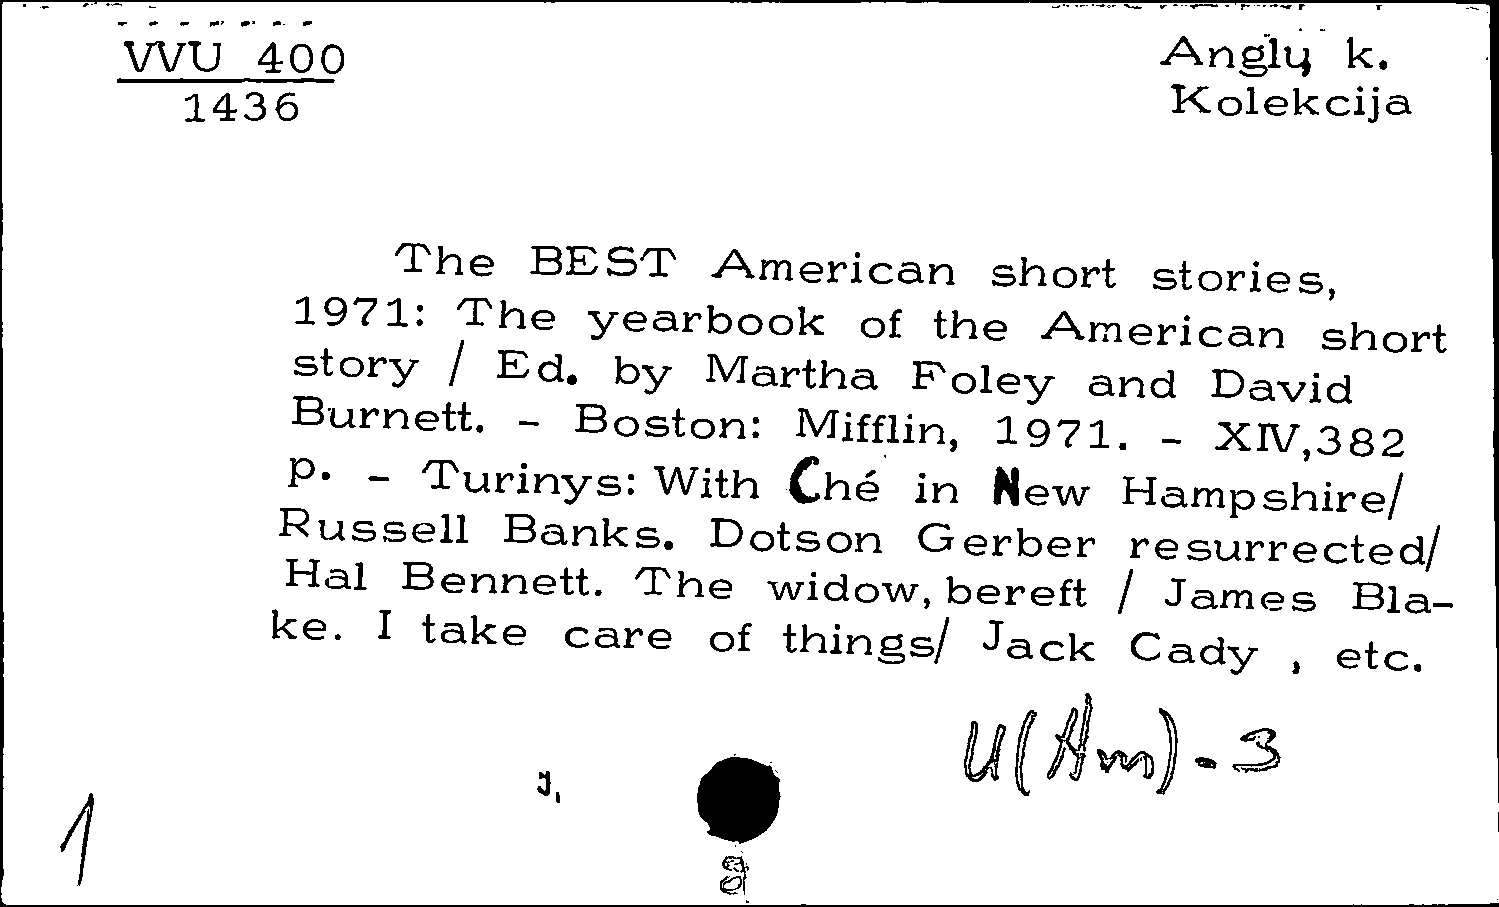 VVU 400
1436
Anglų k.
Kolekcija
The BEST American short stories,
1971: The yearbook of the American short
story / Ed. by Martha Foley and David
Burnett. - Boston: Mifflin, 1971. - XIV,382
p. - Turinys: With Ché in New Hampshire/
Russell Banks. Dotson Gerber resurrected/
Hal Bennett. The widow, bereft / James Bla-
ke. I take care of things/ Jack Cady , etc.
U(Am)-3
1